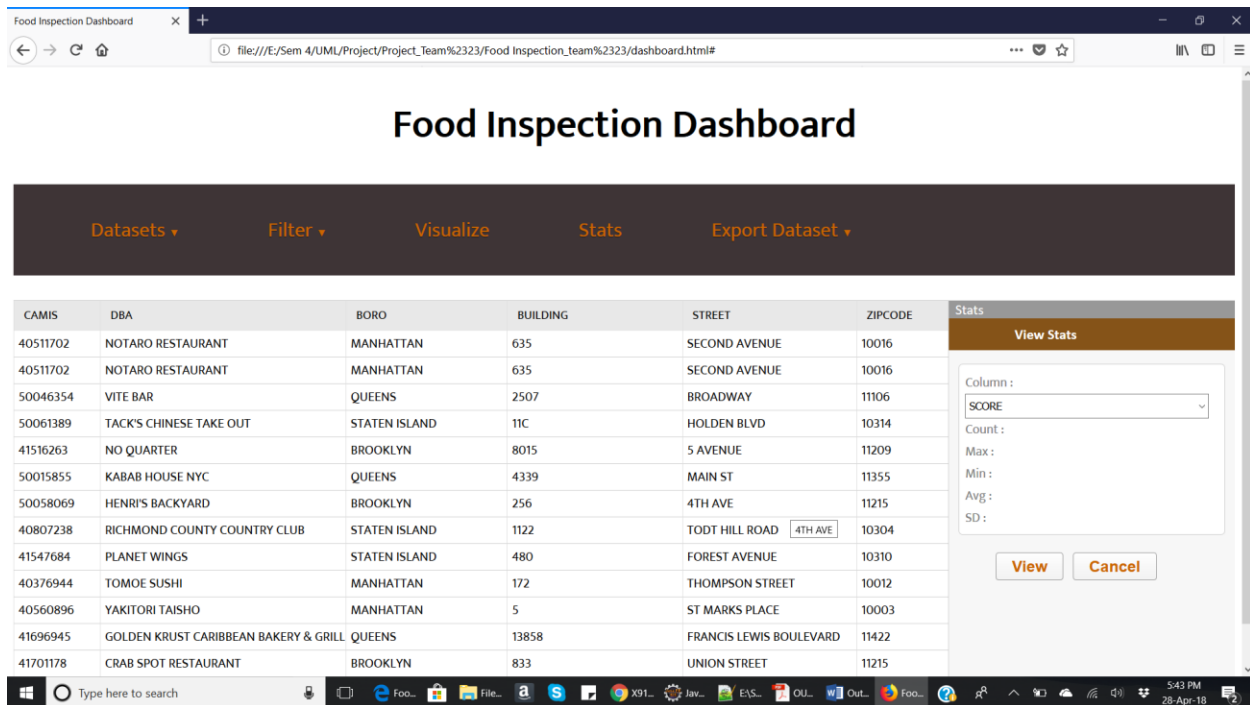 Food Inspection Dashboard
file:///E:/Sem 4/UML/Project/Project_Team%2323/Food Inspection_team%2323/dashboard.html#
Food Inspection Dashboard
Datasets ▾ Filter ▾ Visualize Stats Export Dataset ▾
CAMIS DBA BORO BUILDING STREET ZIPCODE
40511702 NOTARO RESTAURANT MANHATTAN 635 SECOND AVENUE 10016
40511702 NOTARO RESTAURANT MANHATTAN 635 SECOND AVENUE 10016
50046354 VITE BAR QUEENS 2507 BROADWAY 11106
50061389 TACK'S CHINESE TAKE OUT STATEN ISLAND 11C HOLDEN BLVD 10314
41516263 NO QUARTER BROOKLYN 8015 5 AVENUE 11209
50015855 KABAB HOUSE NYC QUEENS 4339 MAIN ST 11355
50058069 HENRI'S BACKYARD BROOKLYN 256 4TH AVE 11215
40807238 RICHMOND COUNTY COUNTRY CLUB STATEN ISLAND 1122 TODT HILL ROAD 4TH AVE 10304
41547684 PLANET WINGS STATEN ISLAND 480 FOREST AVENUE 10310
40376944 TOMOE SUSHI MANHATTAN 172 THOMPSON STREET 10012
40560896 YAKITORI TAISHO MANHATTAN 5 ST MARKS PLACE 10003
41696945 GOLDEN KRUST CARIBBEAN BAKERY & GRILL QUEENS 13858 FRANCIS LEWIS BOULEVARD 11422
41701178 CRAB SPOT RESTAURANT BROOKLYN 833 UNION STREET 11215
Stats
View Stats
Column :
SCORE
Count :
Max :
Min :
Avg :
SD :
View Cancel
Type here to search Foo... File... a S X91... Jav... E:\S... OU... W Out... Foo... 5:43 PM
28-Apr-18 2